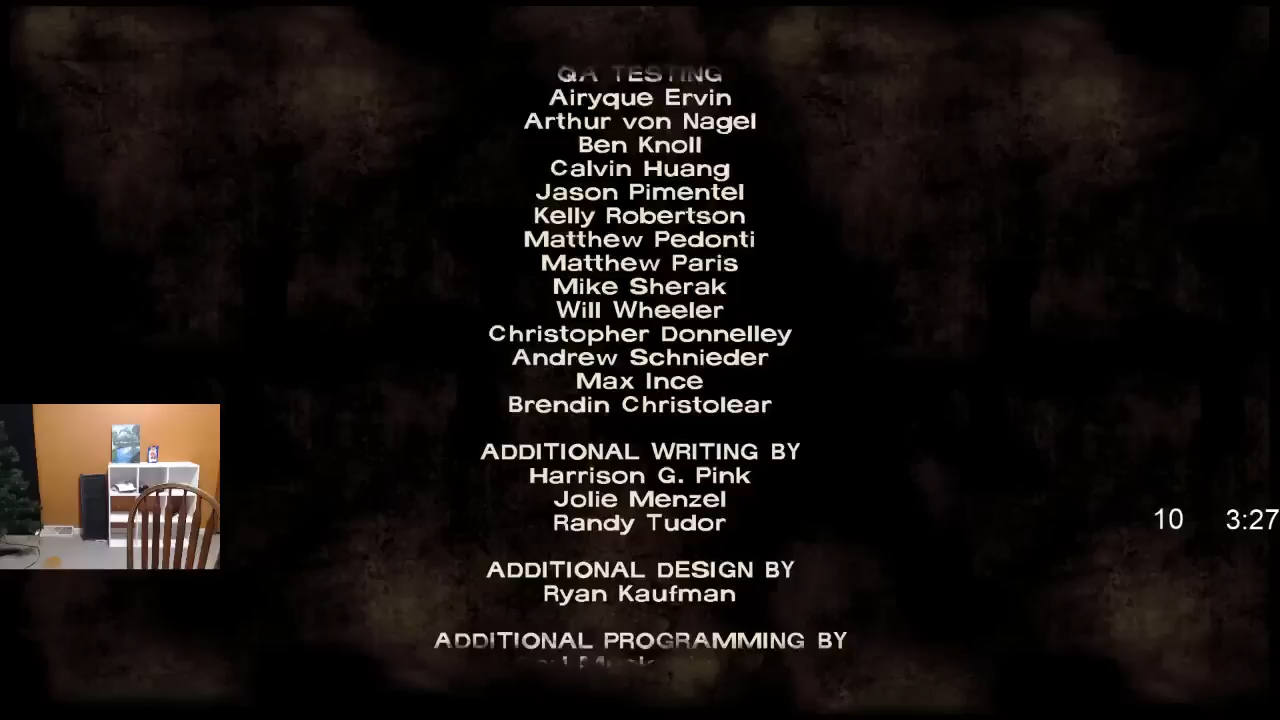 QA TESTING
Airyque Ervin
Arthur von Nagel
Ben Knoll
Calvin Huang
Jason Pimentel
Kelly Robertson
Matthew Pedonti
Matthew Paris
Mike Sherak
Will Wheeler
Christopher Donnelley
Andrew Schnieder
Max Ince
Brendin Christolear
ADDITIONAL WRITING BY
Harrison G. Pink
Jolie Menzel
Randy Tudor
10 3:27
ADDITIONAL DESIGN BY
Ryan Kaufman
ADDITIONAL PROGRAMMING BY